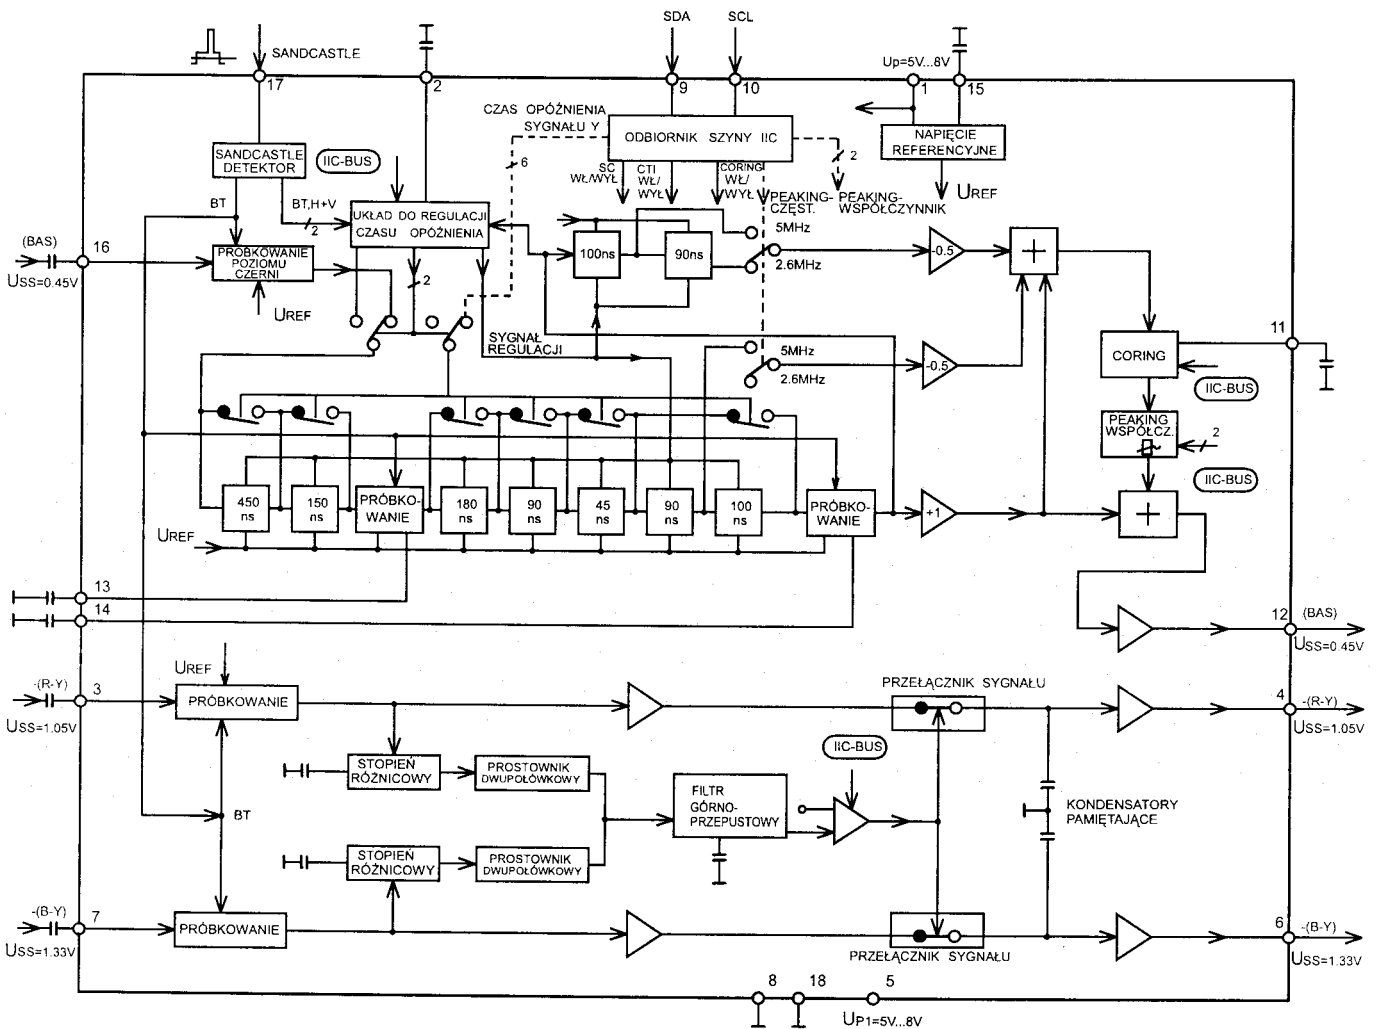 SDA
SCL
SANDCASTLE
UP=5V...8V
17
2
9
10
1
15
CZAS OPÓŹNIENIA
SYGNAŁU Y
ODBIORNIK SZYNY IIC
NAPIĘCIE
REFERENCYJNE
SANDCASTLE
DETEKTOR
IIC-BUS
6
2
SC
WŁ/WYŁ
CTI
WŁ/
WYŁ
CORING
WŁ/
WYŁ
UREF
PEAKING-
CZĘST.
PEAKING-
WSPÓŁCZYNNIK
BT
BT,H+V
2
UKŁAD DO REGULACJI
CZASU OPÓŹNIENIA
(BAS)
16
USS=0.45V
PRÓBKOWANIE
POZIOMU
CZERNI
UREF
2
100ns
90ns
5MHz
2.6MHz
-0.5
+
SYGNAŁ
REGULACJI
5MHz
2.6MHz
-0.5
11
CORING
IIC-BUS
PEAKING
WSPÓŁCZ.
2
IIC-BUS
450
ns
150
ns
PRÓBKO-
WANIE
180
ns
90
ns
45
ns
90
ns
100
ns
PRÓBKO-
WANIE
+1
+
UREF
13
14
12
(BAS)
USS=0.45V
UREF
-(R-Y)
3
USS=1.05V
PRÓBKOWANIE
PRZEŁĄCZNIK SYGNAŁU
4
-(R-Y)
USS=1.05V
IIC-BUS
STOPIEŃ
RÓŻNICOWY
PROSTOWNIK
DWUPOŁÓWKOWY
FILTR
GÓRNO-
PRZEPUSTOWY
BT
KONDENSATORY
PAMIĘTAJĄCE
STOPIEŃ
RÓŻNICOWY
PROSTOWNIK
DWUPOŁÓWKOWY
-(B-Y)
7
USS=1.33V
PRÓBKOWANIE
PRZEŁĄCZNIK SYGNAŁU
6
-(B-Y)
USS=1.33V
8
18
5
UP1=5V...8V